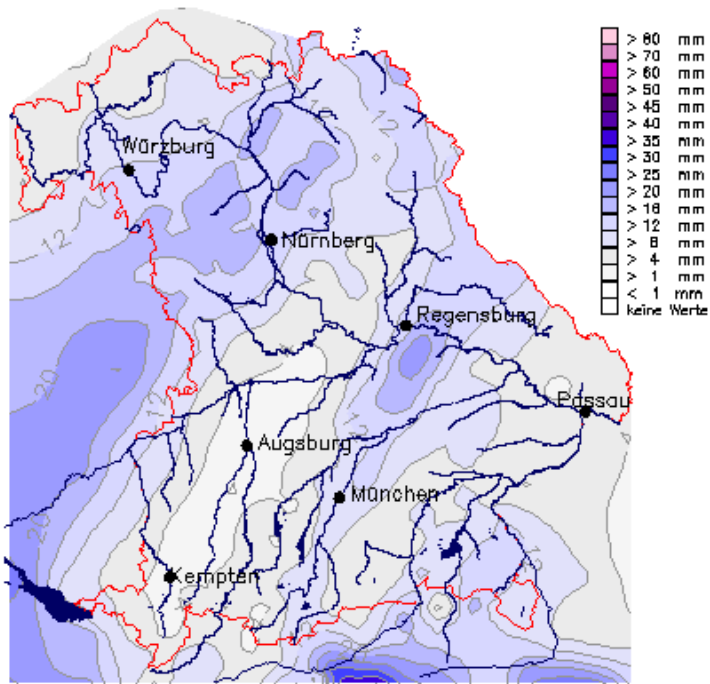 > 80 mm
> 70 mm
> 60 mm
> 50 mm
> 45 mm
> 40 mm
> 35 mm
> 30 mm
> 25 mm
> 20 mm
> 16 mm
> 12 mm
> 8 mm
> 4 mm
> 1 mm
< 1 mm
keine Werte
Würzburg
12
Nürnberg
Regensburg
20
12
Passau
Augsburg
München
20
Kempten